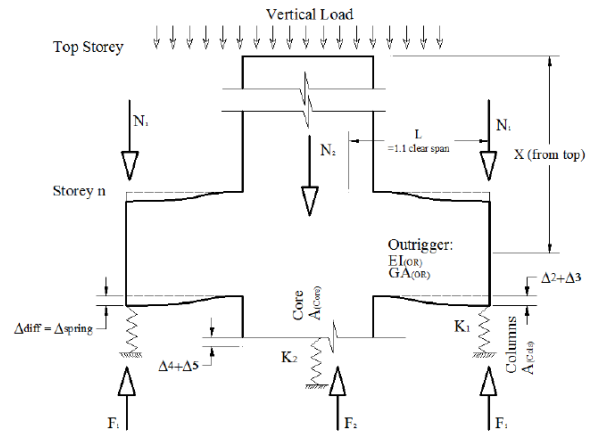 Vertical Load
Top Storey
N₁
N₂
L
=1.1 clear span
N₁
X (from top)
Storey n
Outrigger:
EI(OR)
GA(OR)
Δdiff = Δspring
Core
A(Core)
Δ2+Δ3
K₁
Columns
A(Cols)
Δ4+Δ5
K₂
F₁
F₂
F₁